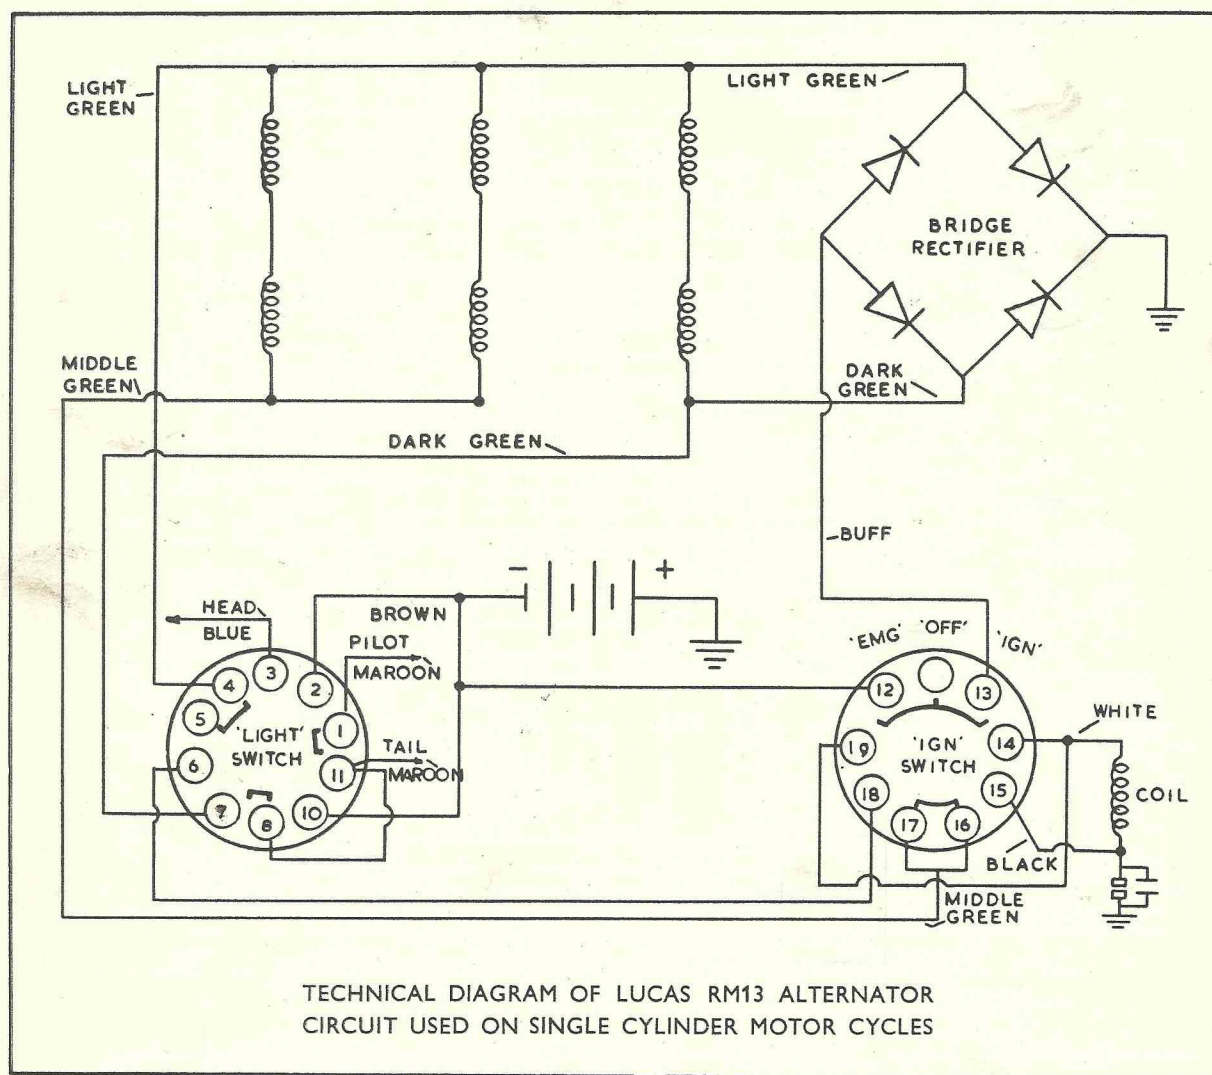 LIGHT
GREEN
LIGHT GREEN
BRIDGE
RECTIFIER
MIDDLE
GREEN
DARK
GREEN
DARK GREEN
BUFF
- +
HEAD
BLUE
BROWN
PILOT
MAROON
'EMG' 'OFF' 'IGN'
4 3 2
5 1
'LIGHT'
SWITCH
6 11
7 8 10
TAIL
MAROON
12 13
19 14
'IGN'
SWITCH
18 15
17 16
WHITE
COIL
BLACK
MIDDLE
GREEN
TECHNICAL DIAGRAM OF LUCAS RM13 ALTERNATOR
CIRCUIT USED ON SINGLE CYLINDER MOTOR CYCLES